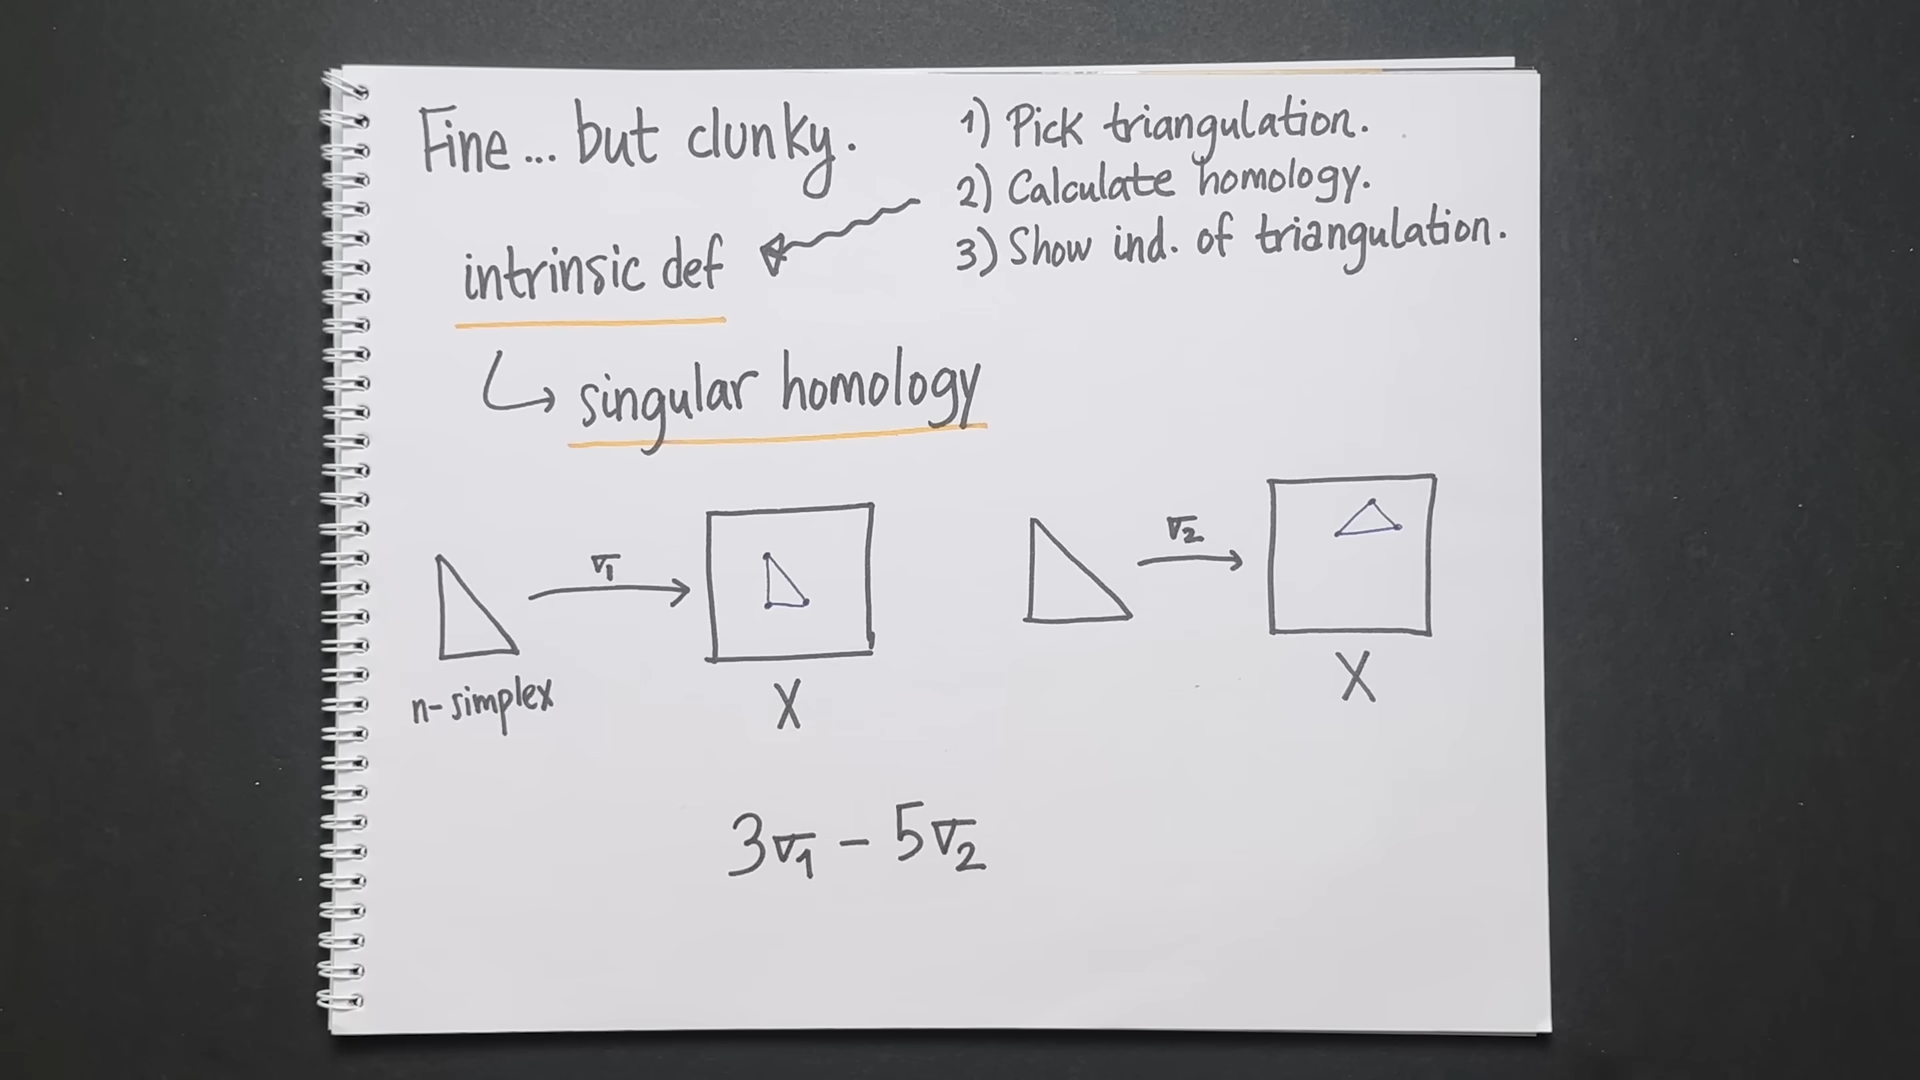 Fine... but clunky.
1) Pick triangulation.
2) Calculate homology.
3) Show ind. of triangulation.
intrinsic def
singular homology
σ1
σ2
n-simplex
X
X
3σ1 - 5σ2